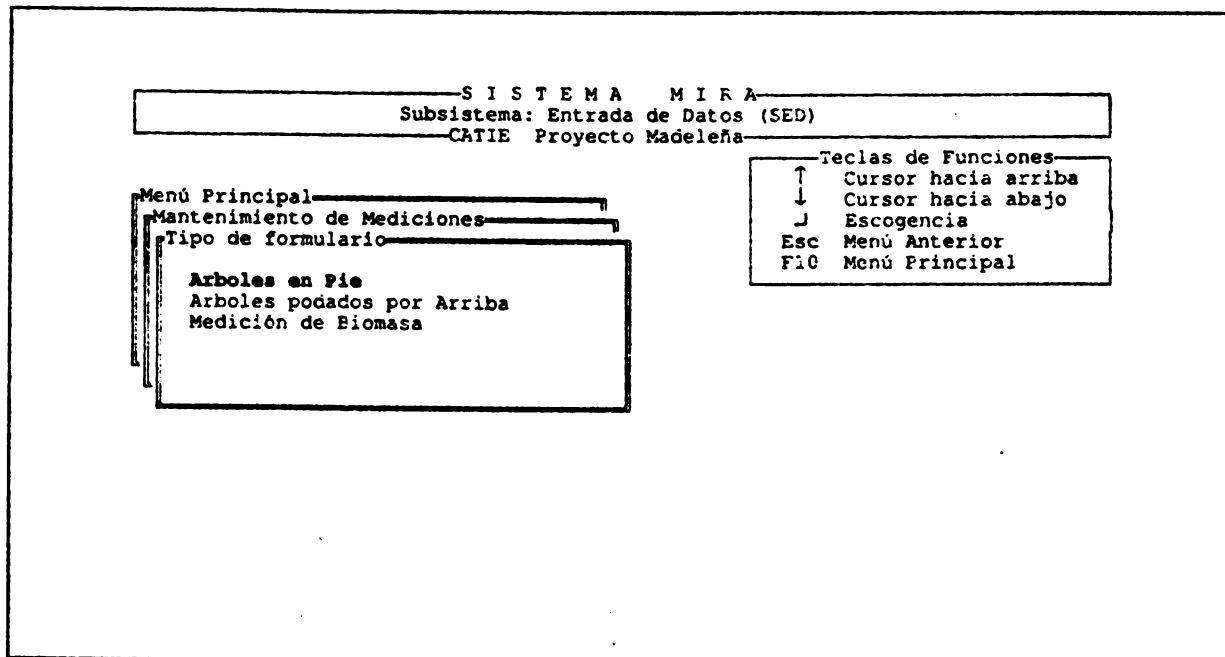 S I S T E M A   M I R A
Subsistema: Entrada de Datos (SED)
CATIE Proyecto Madeleña
Teclas de Funciones
↑ Cursor hacia arriba
↓ Cursor hacia abajo
↵ Escogencia
Esc Menú Anterior
F10 Menú Principal
Menú Principal
Mantenimiento de Mediciones
Tipo de formulario
Arboles en Pie
Arboles podados por Arriba
Medición de Biomasa